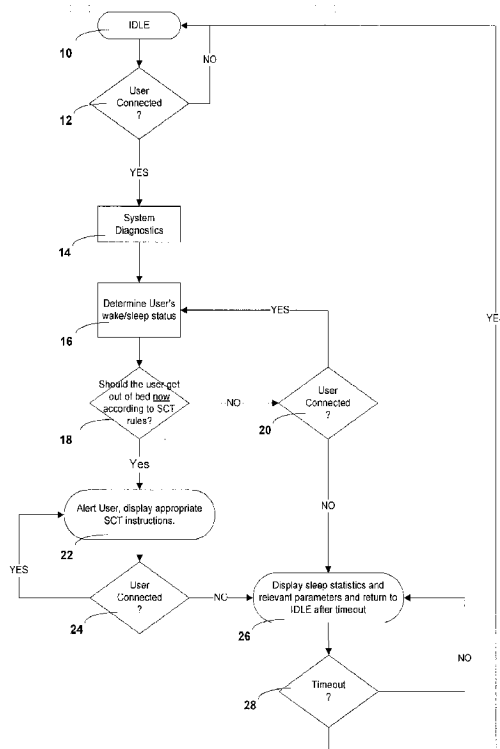 IDLE
10
NO
User
Connected
?
12
YES
System
Diagnostics
14
Determine User's
wake/sleep status
16
YES
YE
Should the user get
out of bed now
according to SCT
rules?
18
NO
User
Connected
?
20
Yes
NO
Alert User, display appropriate
SCT instructions.
22
YES
User
Connected
?
24
NO
Display sleep statistics and
relevant parameters and return to
IDLE after timeout
26
NO
Timeout
?
28